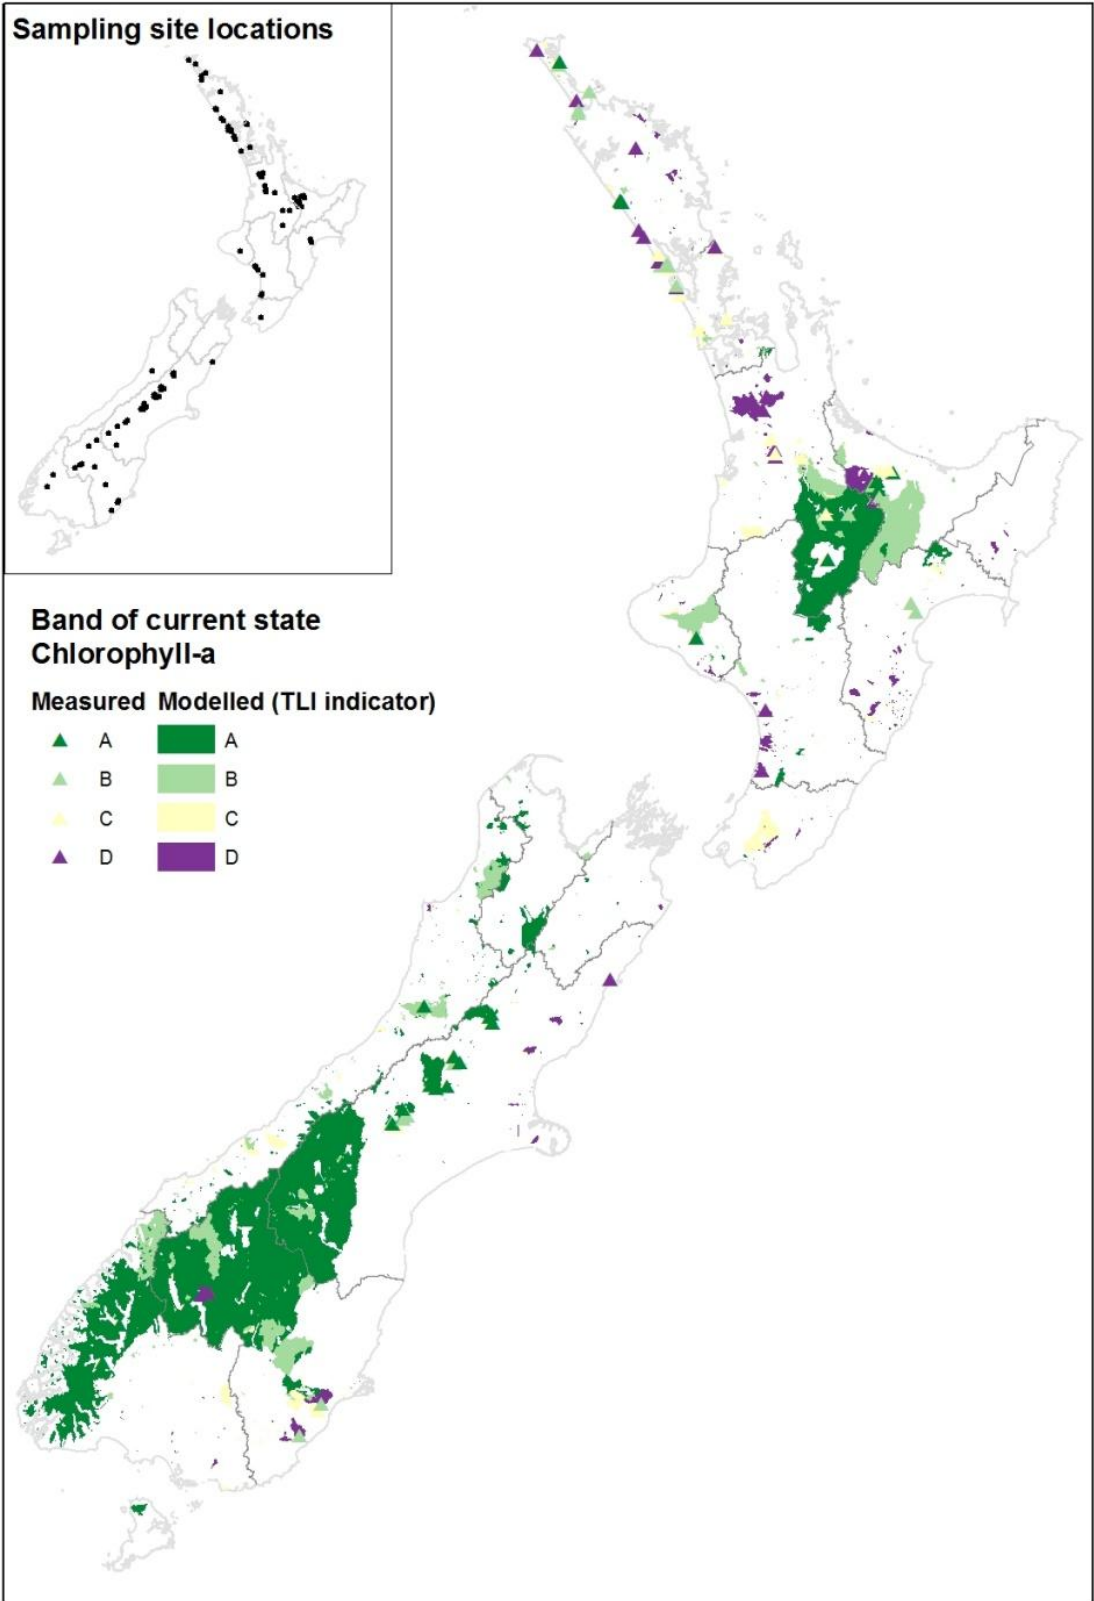 Sampling site locations
Band of current state
Chlorophyll-a
Measured Modelled (TLI indicator)
A A
B B
C C
D D